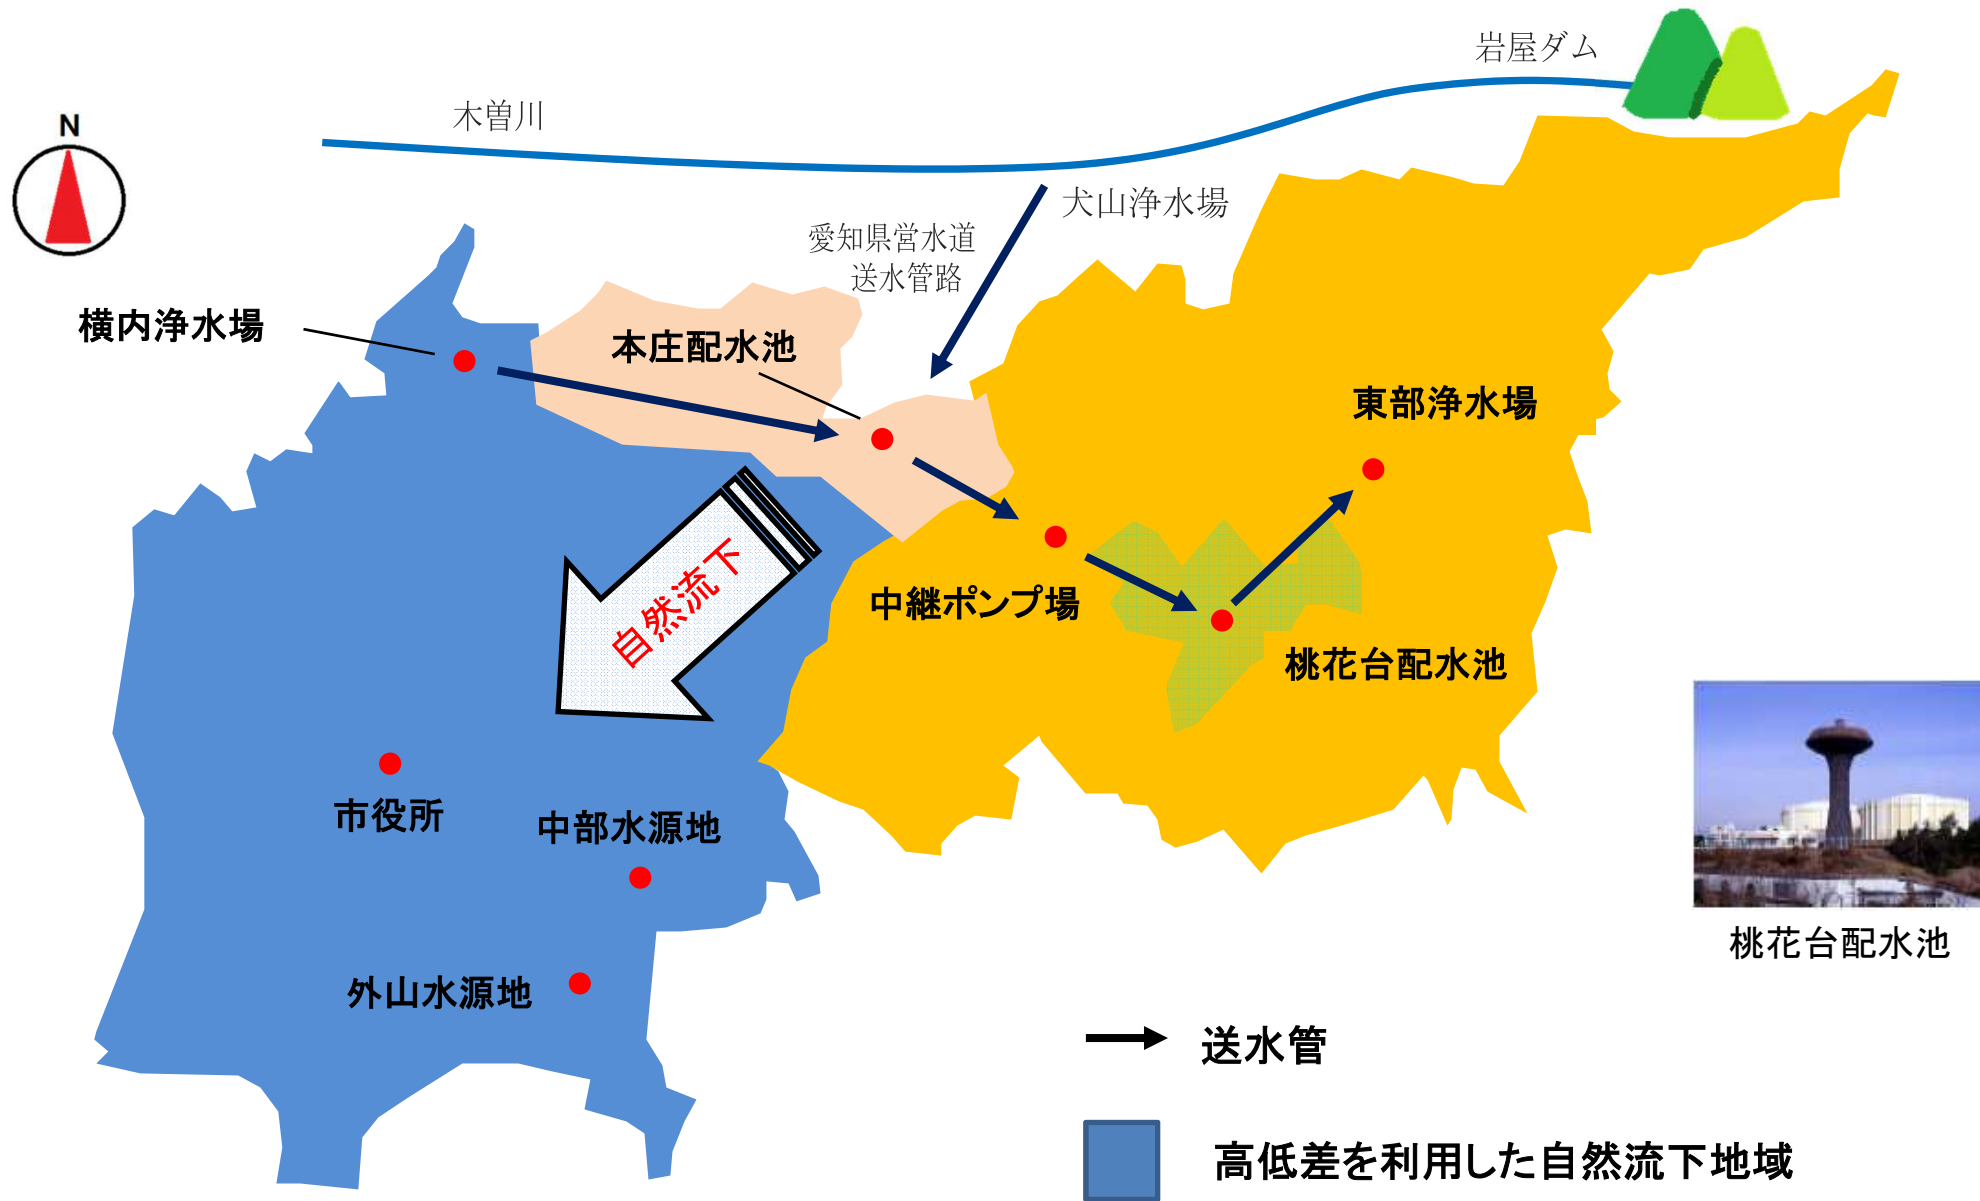 岩屋ダム
木曽川
N
犬山浄水場
愛知県営水道
送水管路
横内浄水場
本庄配水池
東部浄水場
自然流下
中継ポンプ場
桃花台配水池
市役所
中部水源地
桃花台配水池
外山水源地
送水管
高低差を利用した自然流下地域